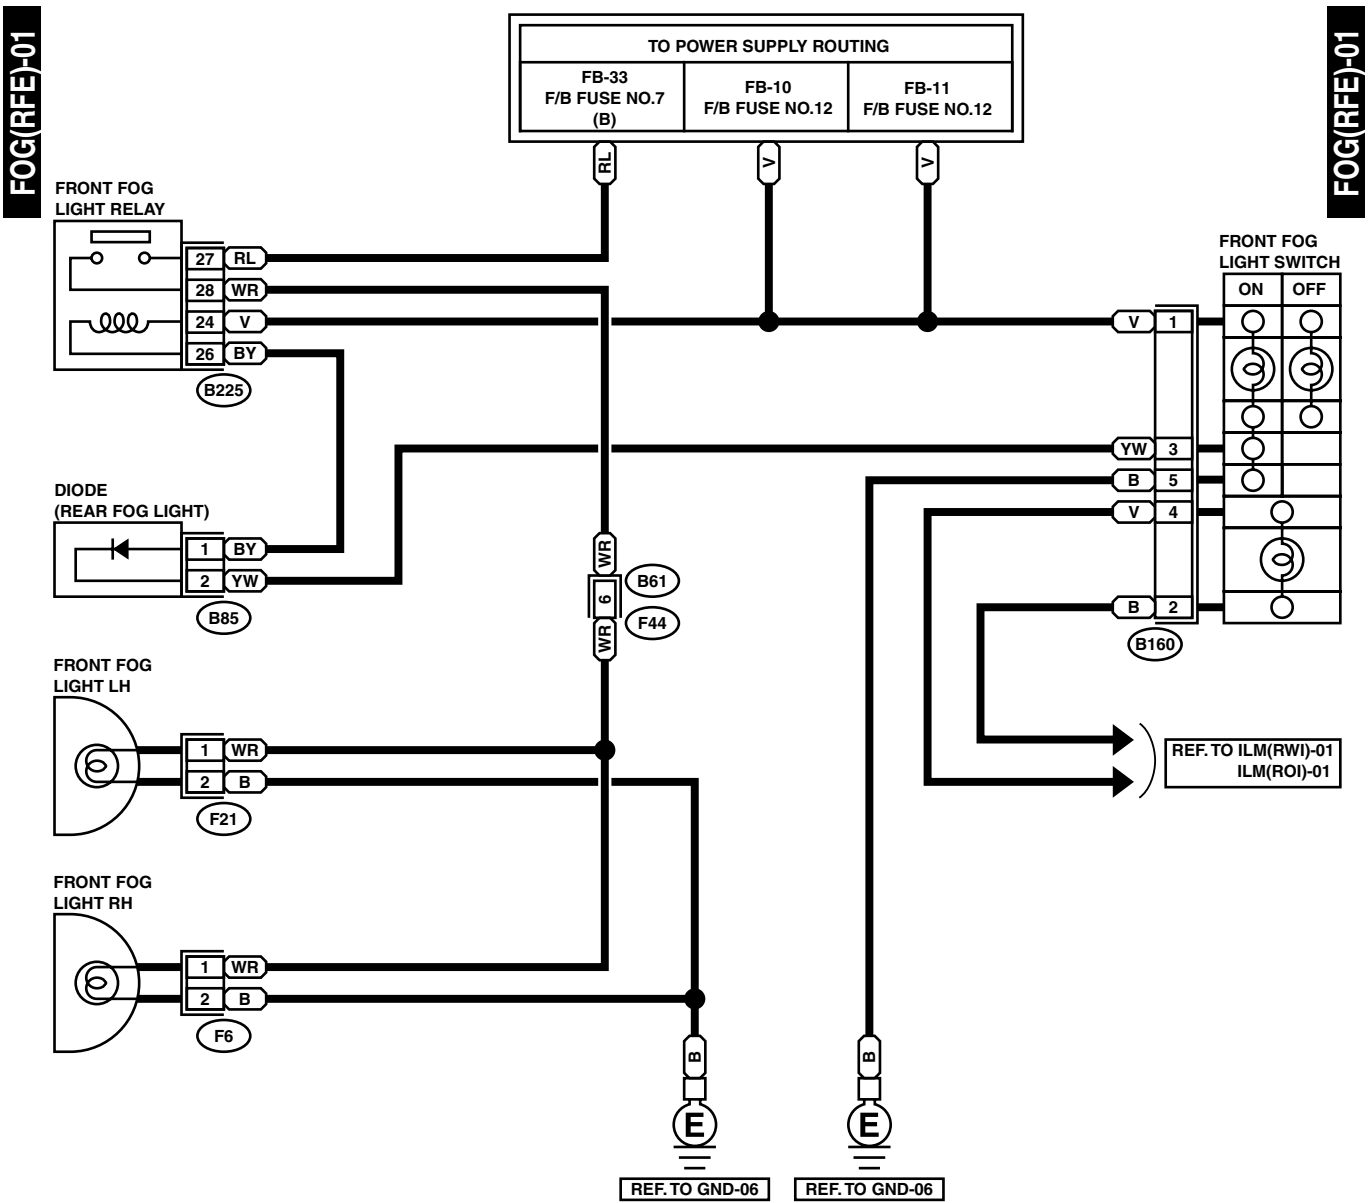 FOG(RFE)-01
FOG(RFE)-01
TO POWER SUPPLY ROUTING
FB-33
F/B FUSE NO.7
(B)
FB-10
F/B FUSE NO.12
FB-11
F/B FUSE NO.12
RL
V
V
FRONT FOG
LIGHT RELAY
27 RL
28 WR
24 V
26 BY
B225
FRONT FOG
LIGHT SWITCH
ON OFF
V 1
YW 3
B 5
V 4
B 2
B160
DIODE
(REAR FOG LIGHT)
1 BY
2 YW
B85
WR
6
WR
B61
F44
FRONT FOG
LIGHT LH
1 WR
2 B
F21
REF. TO ILM(RWI)-01
ILM(ROI)-01
FRONT FOG
LIGHT RH
1 WR
2 B
F6
B
E
REF. TO GND-06
B
E
REF. TO GND-06